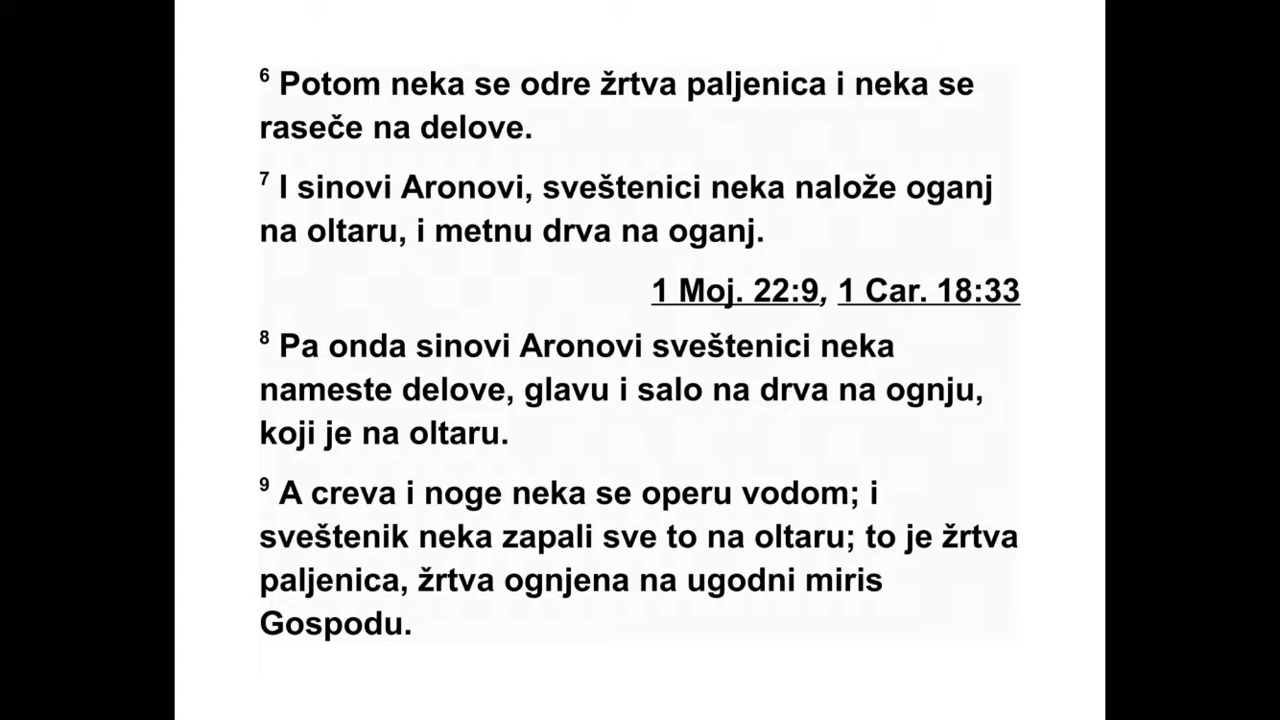 6 Potom neka se odre žrtva paljenica i neka se
raseče na delove.
7 I sinovi Aronovi, sveštenici neka nalože oganj
na oltaru, i metnu drva na oganj.
1 Moj. 22:9, 1 Car. 18:33
8 Pa onda sinovi Aronovi sveštenici neka
nameste delove, glavu i salo na drva na ognju,
koji je na oltaru.
9 A creva i noge neka se operu vodom; i
sveštenik neka zapali sve to na oltaru; to je žrtva
paljenica, žrtva ognjena na ugodni miris
Gospodu.